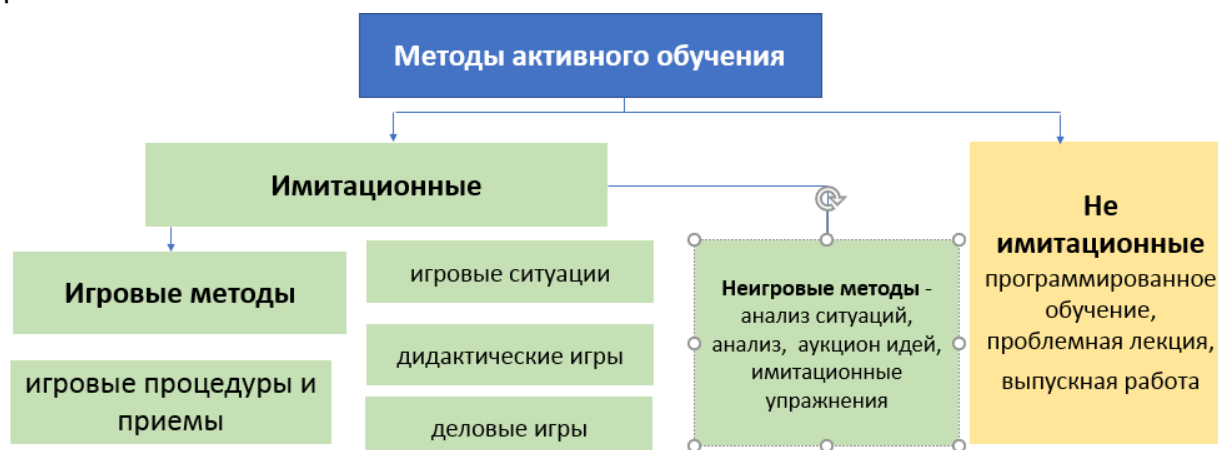 Методы активного обучения
Имитационные
Не
имитационные
программированное
обучение,
проблемная лекция,
выпускная работа
Игровые методы
игровые процедуры и
приемы
игровые ситуации
дидактические игры
деловые игры
Неигровые методы -
анализ ситуаций,
анализ, аукцион идей,
имитационные
упражнения